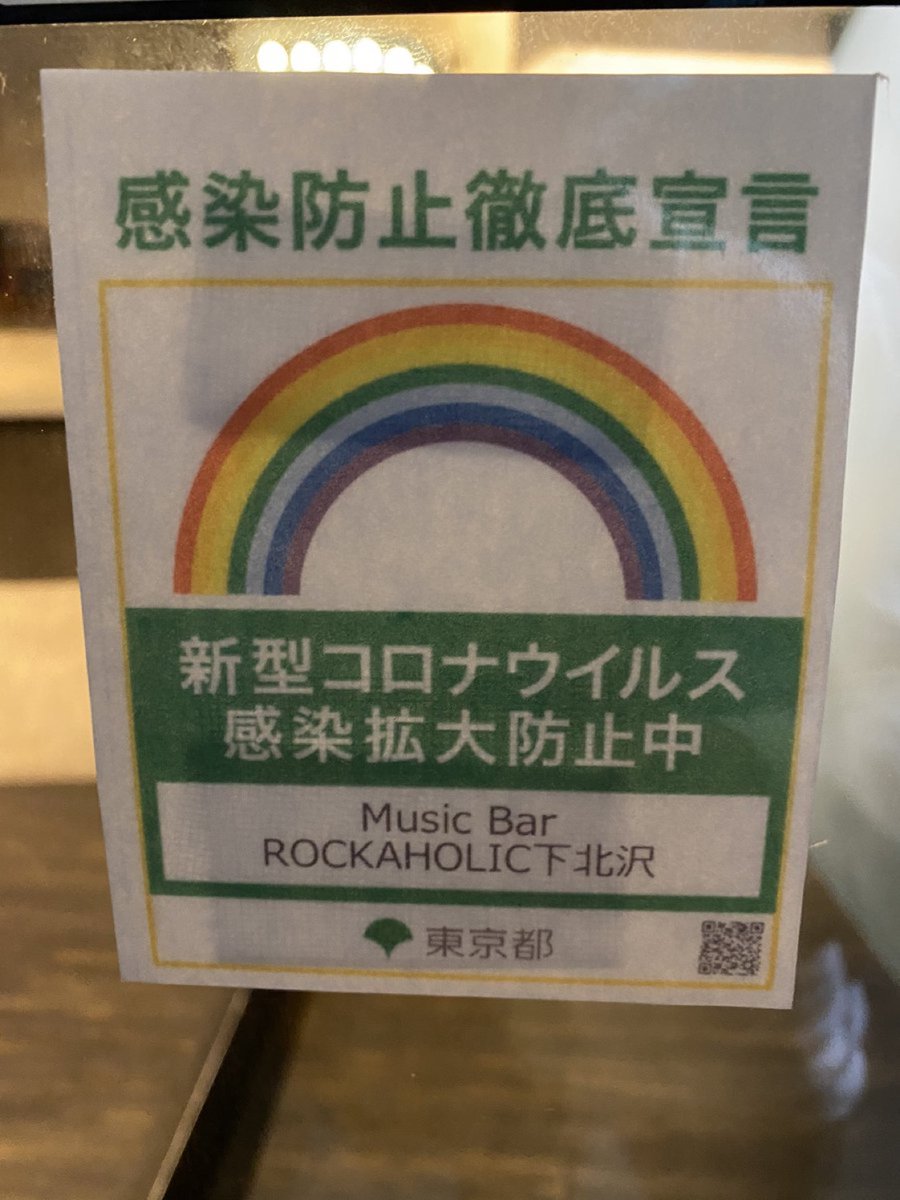 感染防止徹底宣言
新型コロナウイルス
感染拡大防止中
Music Bar
ROCKAHOLIC下北沢
東京都